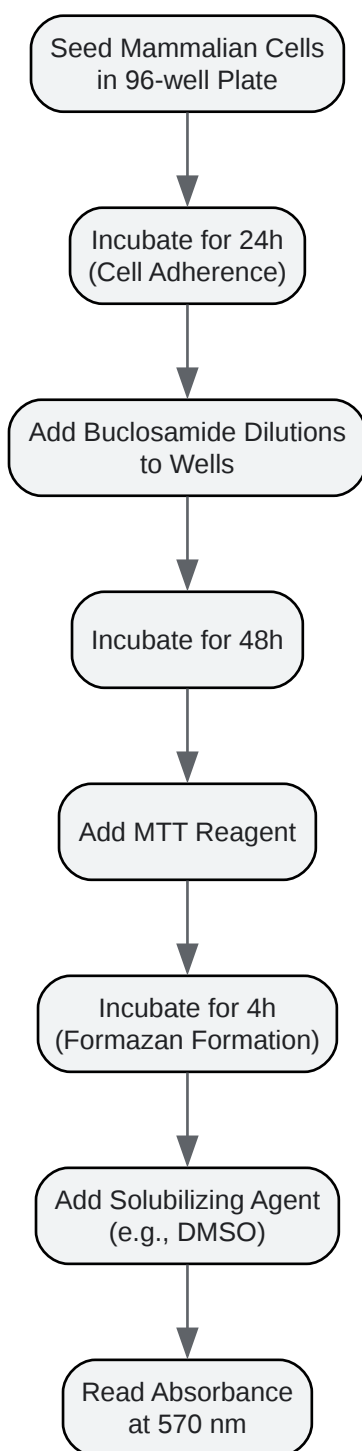 Seed Mammalian Cells
in 96-well Plate
Incubate for 24h
(Cell Adherence)
Add Buclosamide Dilutions
to Wells
Incubate for 48h
Add MTT Reagent
Incubate for 4h
(Formazan Formation)
Add Solubilizing Agent
(e.g., DMSO)
Read Absorbance
at 570 nm